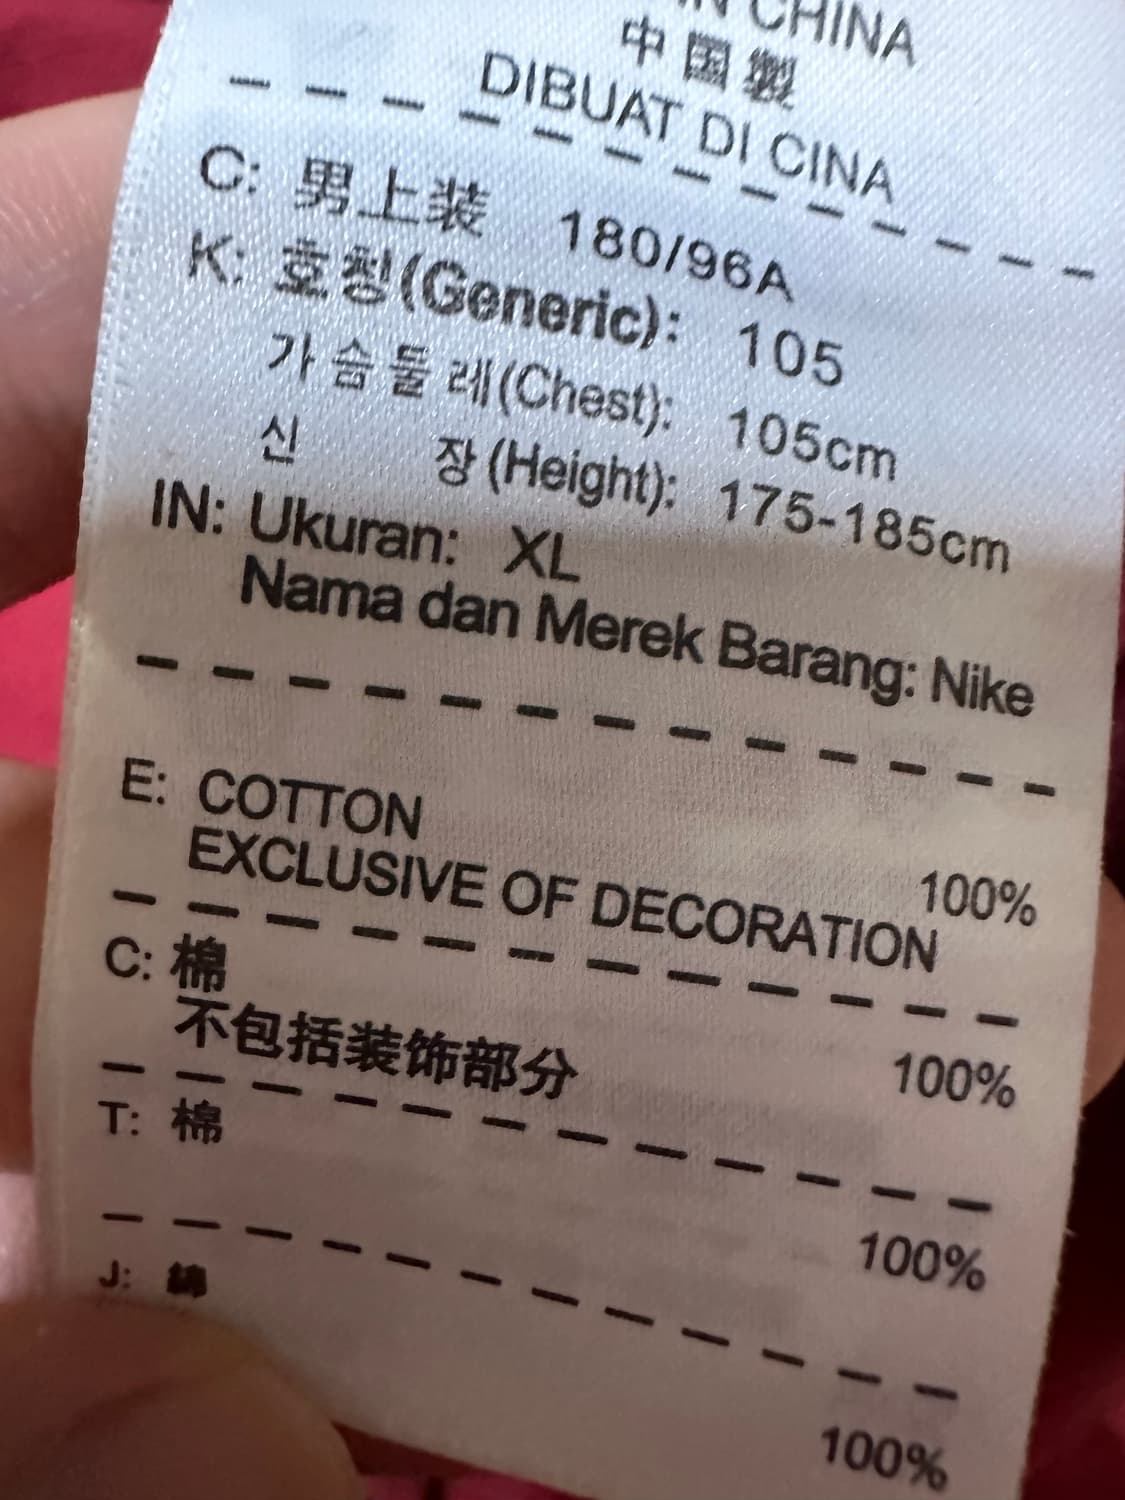 IN CHINA
中国製
DIBUAT DI CINA
C: 男上装 180/96A
K: 호칭(Generic): 105
가슴둘레(Chest): 105cm
신 장(Height): 175-185cm
IN: Ukuran: XL
Nama dan Merek Barang: Nike
E: COTTON 100%
EXCLUSIVE OF DECORATION
C: 棉 100%
不包括装饰部分
T: 棉 100%
J: 綿 100%